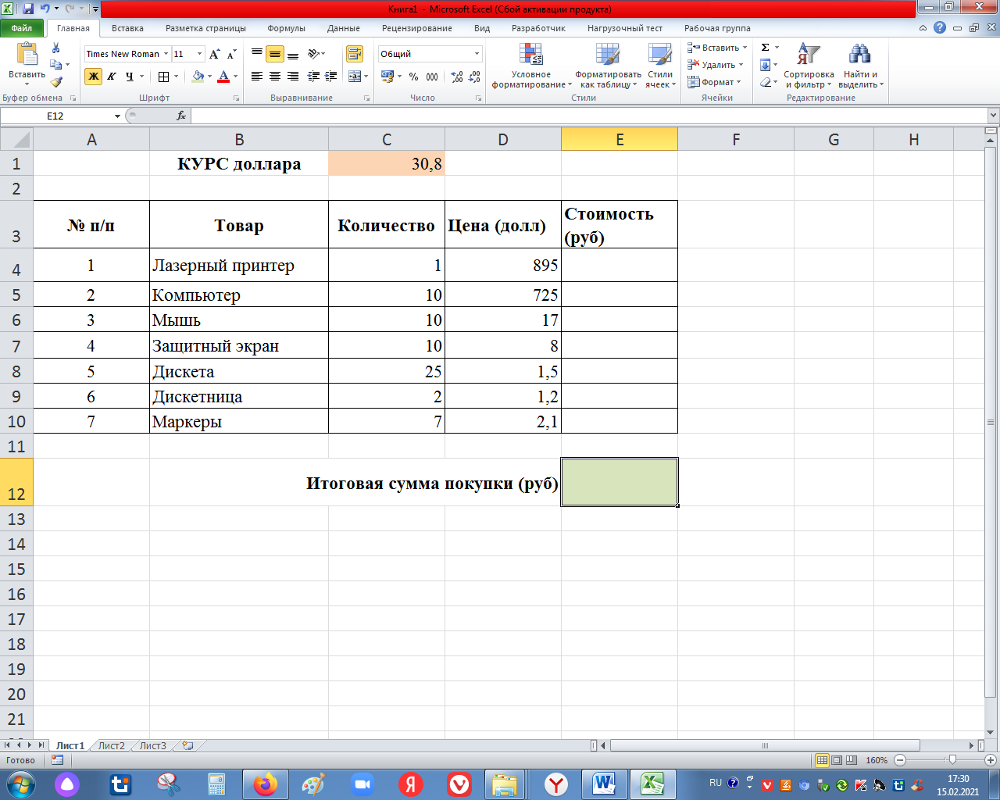 Книга1 - Microsoft Excel (Сбой активации продукта)
Файл Главная Вставка Разметка страницы Формулы Данные Рецензирование Вид Разработчик Нагрузочный тест Рабочая группа
Times New Roman 11 Общий Вставить Σ
Вставить Условное форматирование Форматировать как таблицу Стили ячеек Удалить Сортировка и фильтр Найти и выделить
Ж К Ч А % 000 Формат
Буфер обмена Шрифт Выравнивание Число Стили Ячейки Редактирование
E12 fx
A B C D E F G H
1 КУРС доллара 30,8
2
3 № п/п Товар Количество Цена (долл) Стоимость (руб)
4 1 Лазерный принтер 1 895
5 2 Компьютер 10 725
6 3 Мышь 10 17
7 4 Защитный экран 10 8
8 5 Дискета 25 1,5
9 6 Дискетница 2 1,2
10 7 Маркеры 7 2,1
11
12 Итоговая сумма покупки (руб)
13
14
15
16
17
18
19
20
21
Лист1 Лист2 Лист3
Готово 160%
RU 17:30
15.02.2021